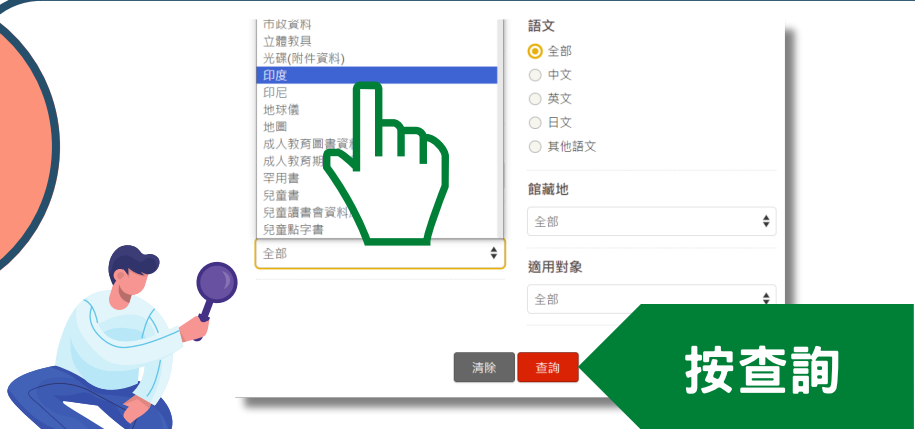 市政資料
立體教具
光碟(附件資料)
印度
印尼
地球儀
地圖
成人教育圖書資
成人教育期
罕用書
兒童書
兒童讀書會資料
兒童點字書
全部
語文
全部
中文
英文
日文
其他語文
館藏地
全部
適用對象
全部
清除
查詢
按查詢